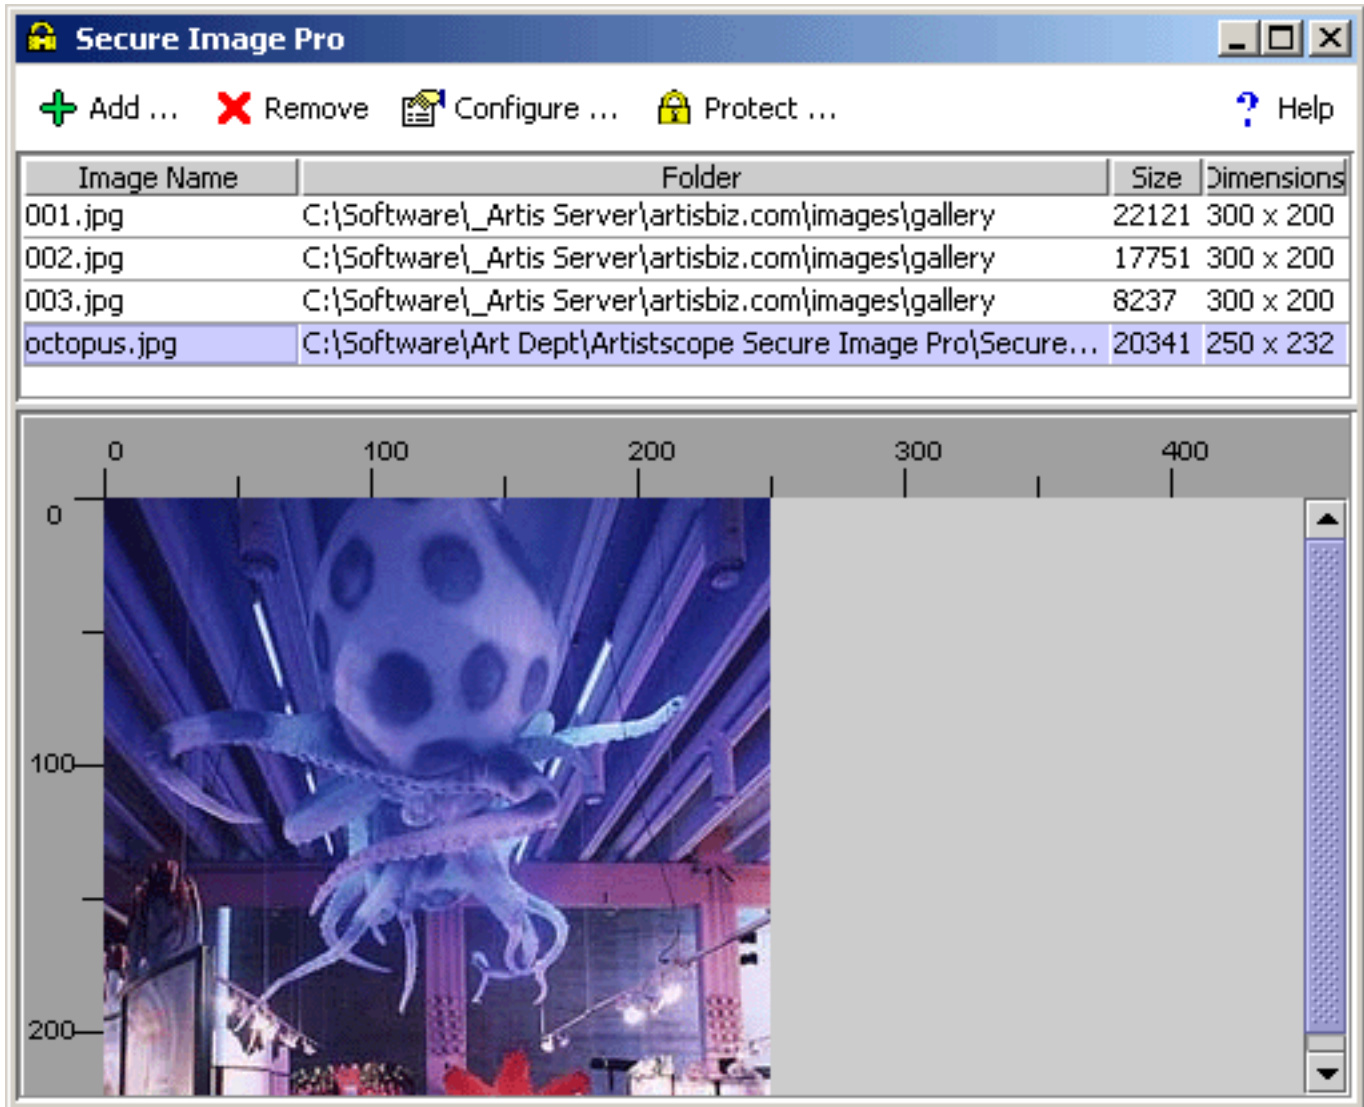 Secure Image Pro
Add ... Remove Configure ... Protect ... ? Help
Image Name Folder Size Dimensions
001.jpg C:\Software\_Artis Server\artisbiz.com\images\gallery 22121 300 x 200
002.jpg C:\Software\_Artis Server\artisbiz.com\images\gallery 17751 300 x 200
003.jpg C:\Software\_Artis Server\artisbiz.com\images\gallery 8237 300 x 200
octopus.jpg C:\Software\Art Dept\Artistscope Secure Image Pro\Secure... 20341 250 x 232
0 100 200 300 400
0
100
200